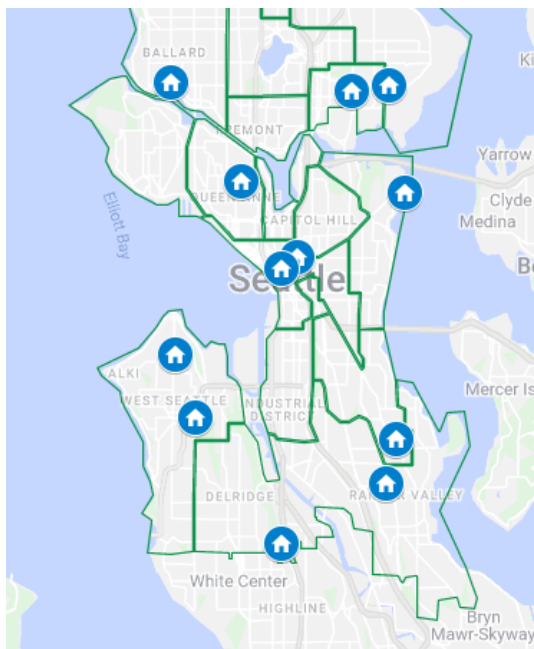 BALLARD
Ki
FREMONT
Yarrow
QUEEN ANNE
Clyde
CAPITOL HILL
Medina
Elliott Bay
Seattle
Be
ALKI
Mercer Is
WEST SEATTLE
INDUSTRIAL
DISTRICT
DELRIDGE
RAINIER VALLEY
White Center
HIGHLINE
Bryn
Mawr-Skyway